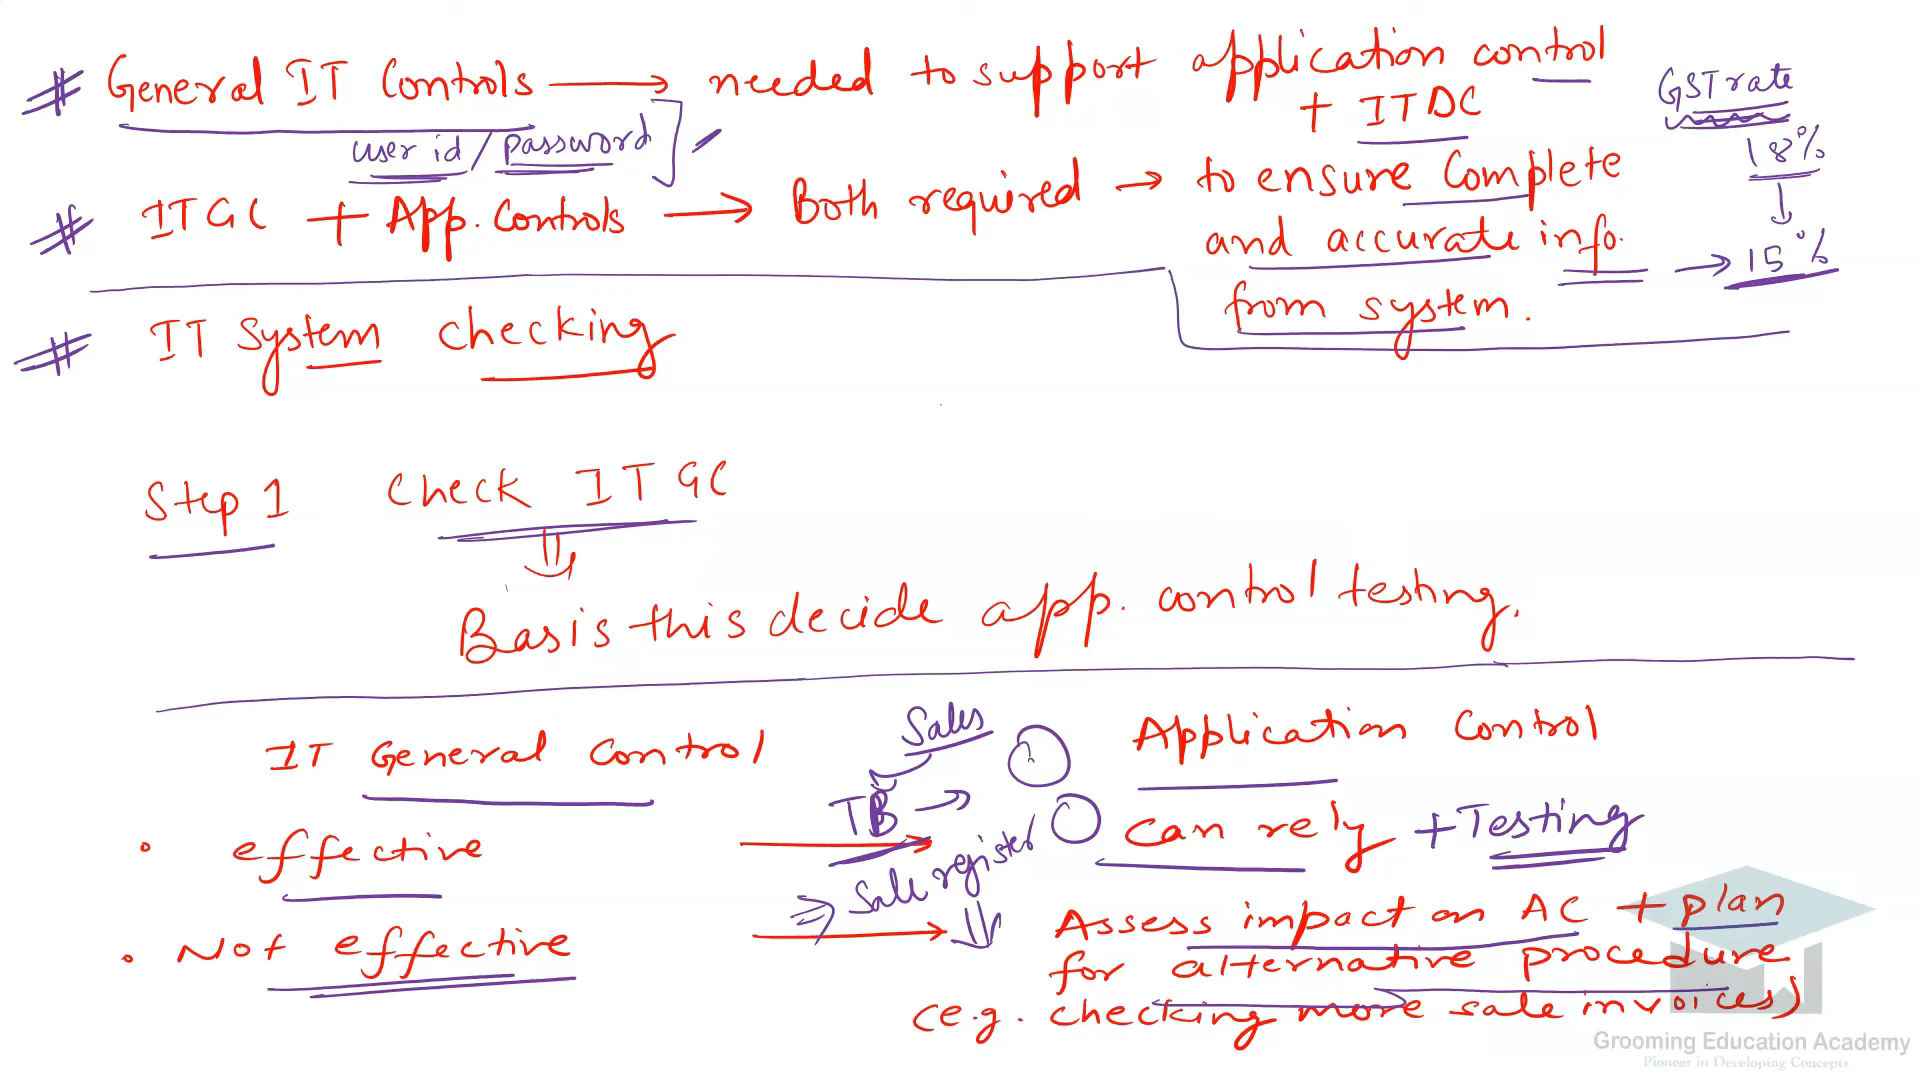 # General IT Controls → needed to support application control
+ ITDC
user id / password
GST rate
18%
↓
→ 15%
# ITGC + App. Controls → Both required → to ensure Complete
and accurate info.
from system.
# IT System checking
Step 1 Check ITGC
Basis this decide app. control testing.
IT General Control
Application Control
Sales
TB →
Sale register
• effective → can rely + Testing
• Not effective → Assess impact on AC + plan
for alternative procedure
(e.g. checking more sale invoices)
Grooming Education Academy
Pioneer in Developing Concepts